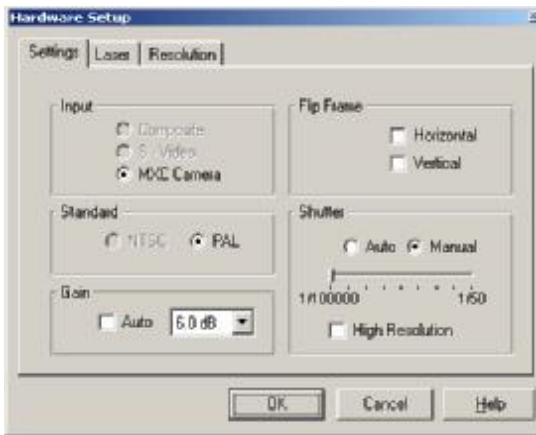 Hardware Setup
Settings Laser Resolution
Input
Composite
S-Video
MXC Camera
Standard
NTSC PAL
Gain
Auto 6.0 dB
Flip Frame
Horizontal
Vertical
Shutter
Auto Manual
1/100000 1/50
High Resolution
OK Cancel Help